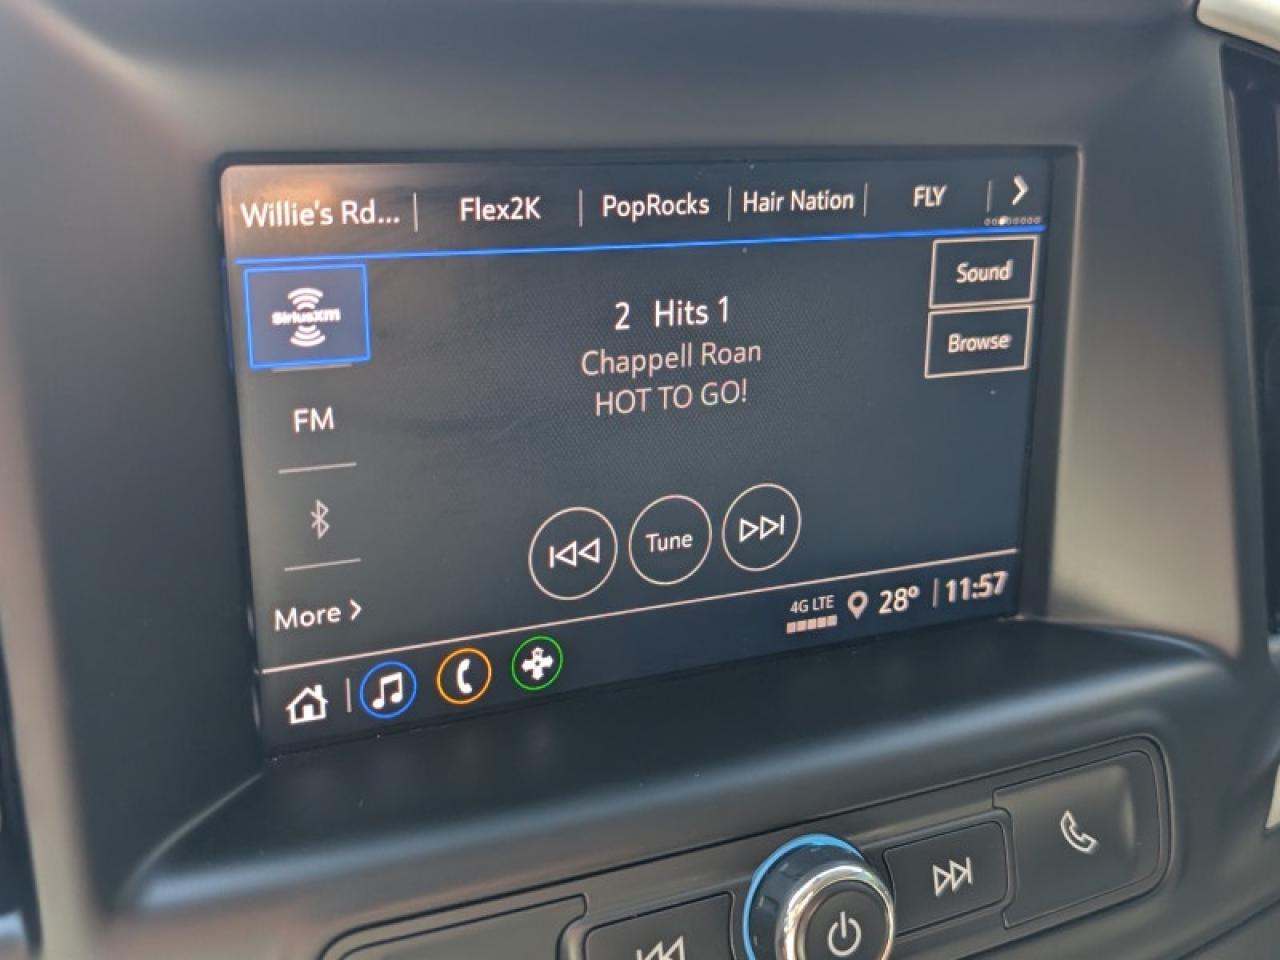 Willie's Rd... Flex2K PopRocks Hair Nation FLY
SiriusXM
Sound
2 Hits 1
Browse
Chappell Roan
HOT TO GO!
FM
Tune
More
4G LTE 28° 11:57